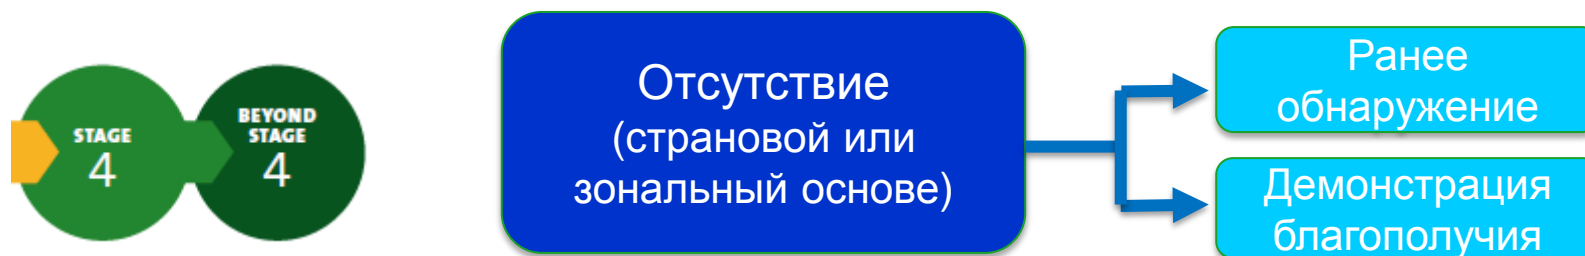 STAGE
4
BEYOND
STAGE
4
Отсутствие
(страновой или
зональный основе)
Ранее
обнаружение
Демонстрация
благополучия